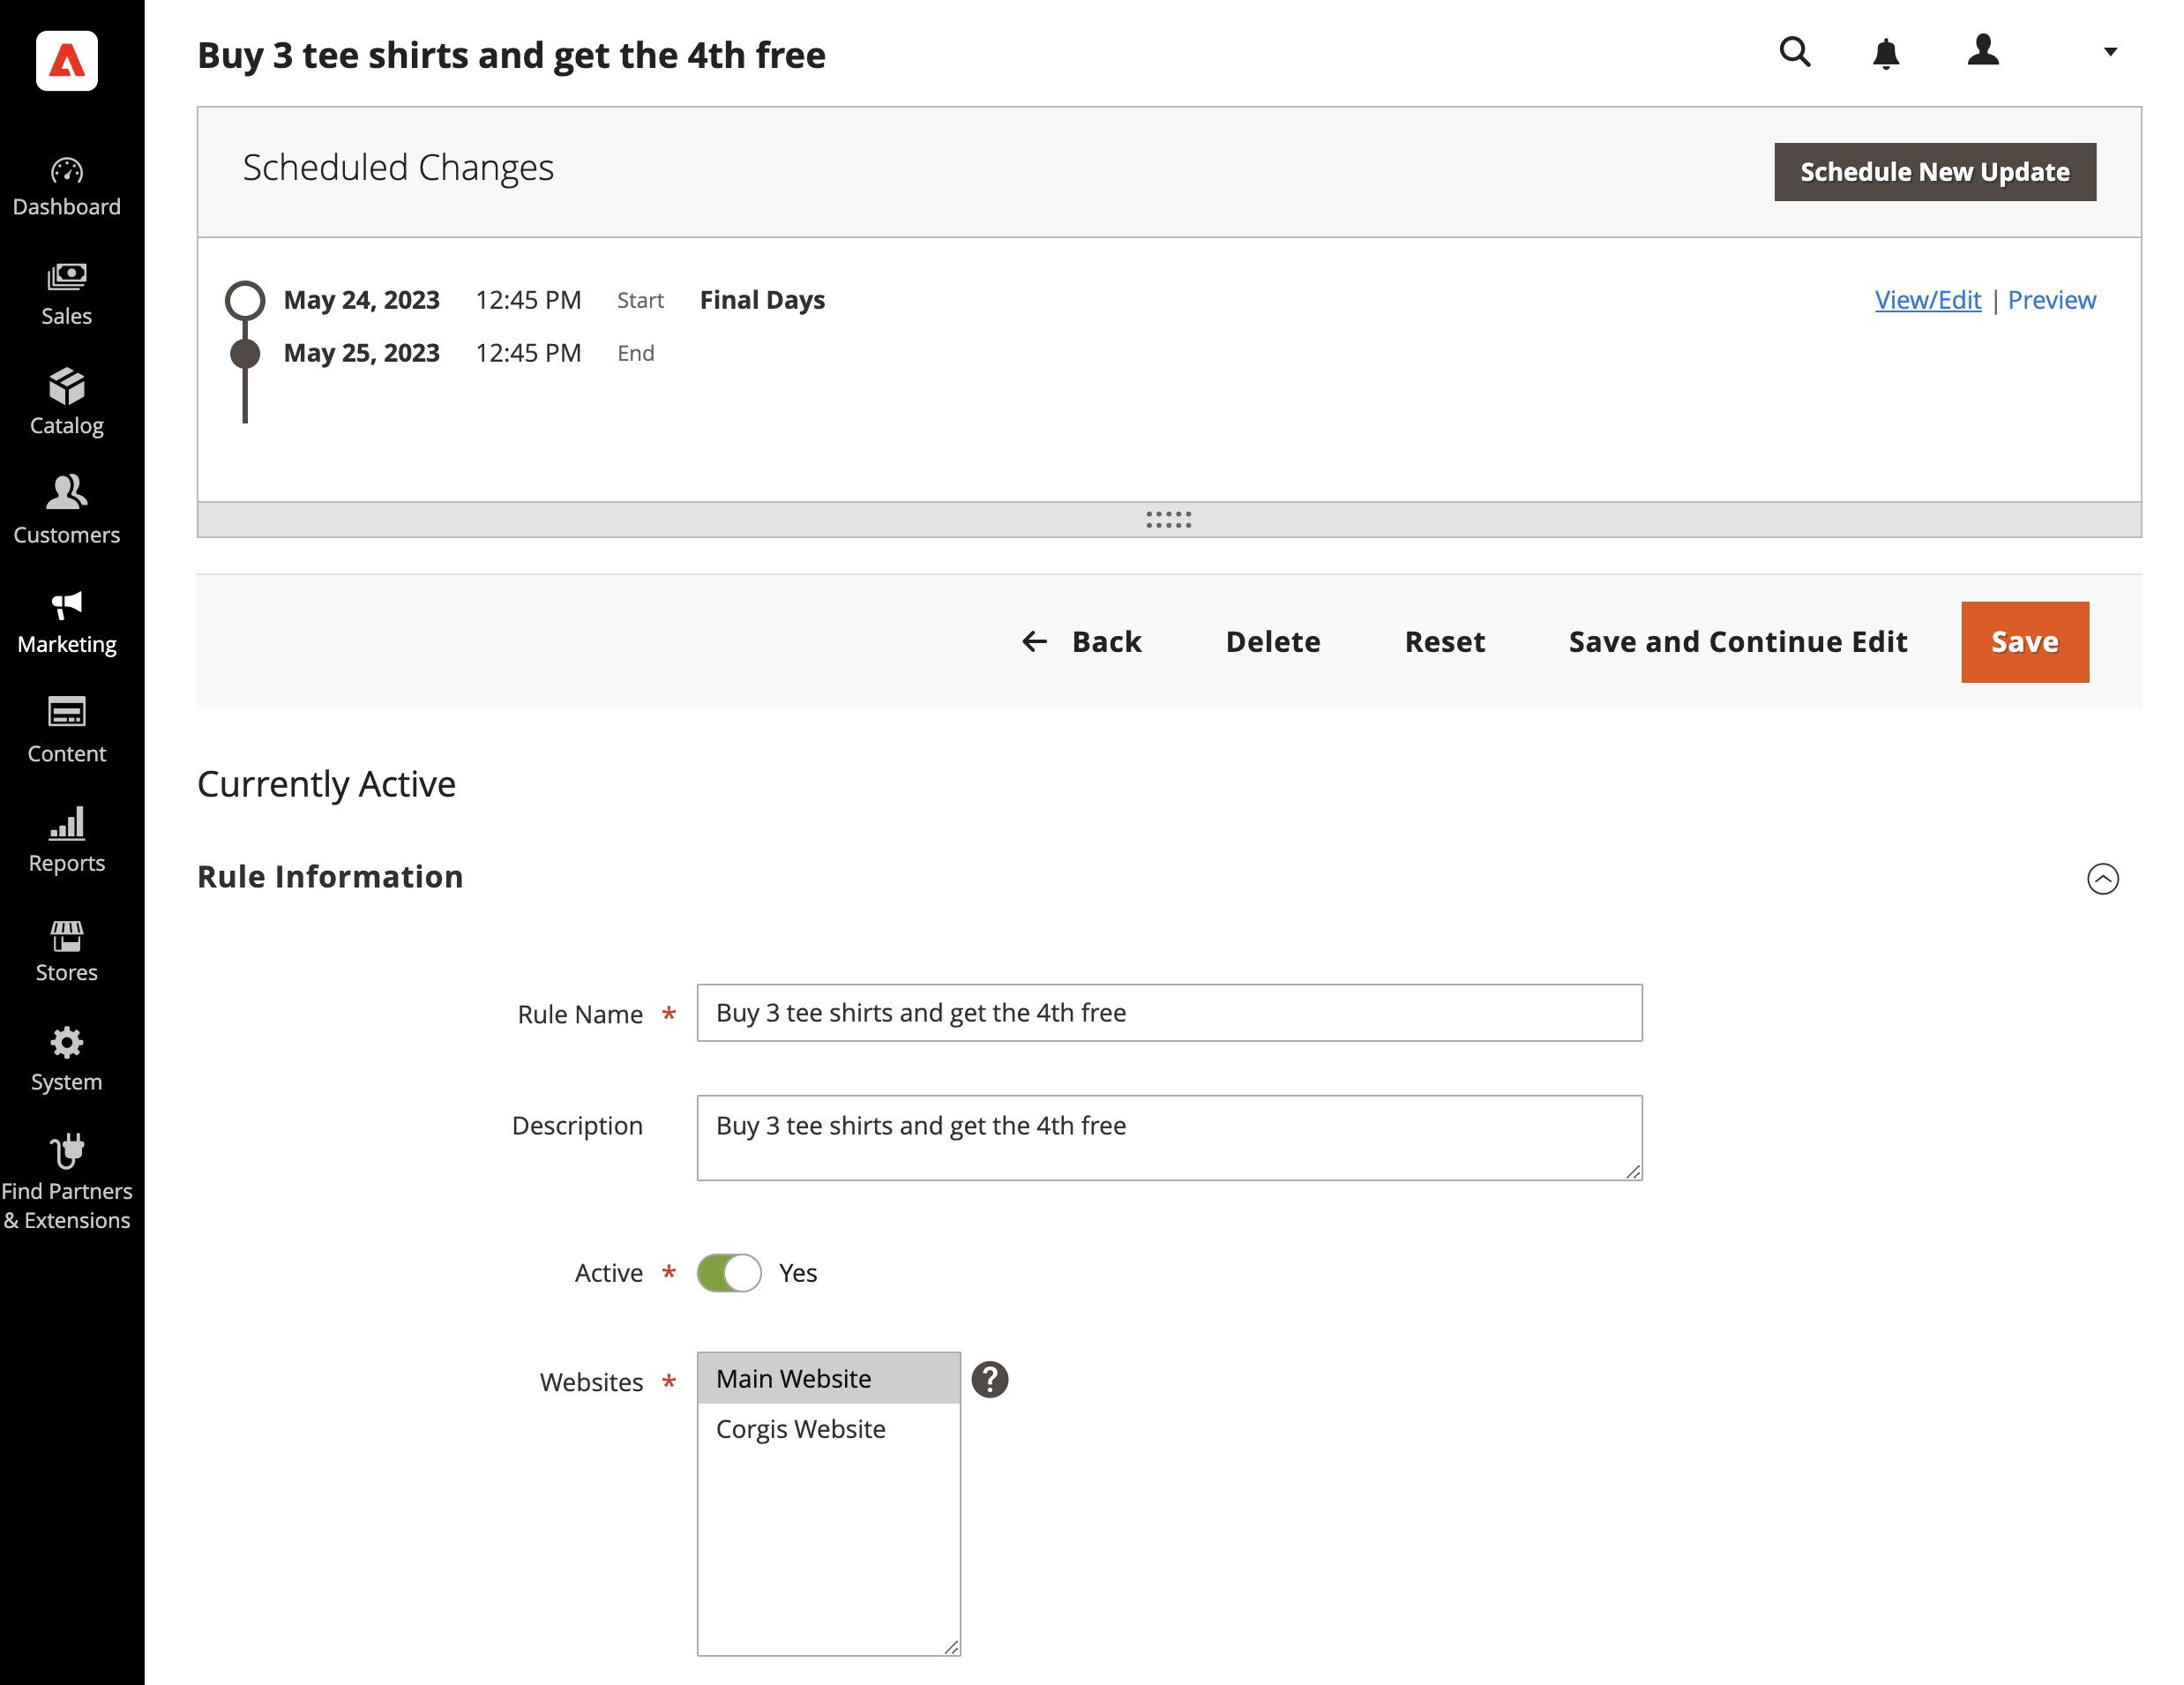 Buy 3 tee shirts and get the 4th free
Dashboard
Sales
Catalog
Customers
Marketing
Content
Reports
Stores
System
Find Partners
& Extensions
Scheduled Changes
Schedule New Update
May 24, 2023 12:45 PM Start Final Days View/Edit | Preview
May 25, 2023 12:45 PM End
Back Delete Reset Save and Continue Edit Save
Currently Active
Rule Information
Rule Name * Buy 3 tee shirts and get the 4th free
Description Buy 3 tee shirts and get the 4th free
Active * Yes
Websites * Main Website ?
Corgis Website